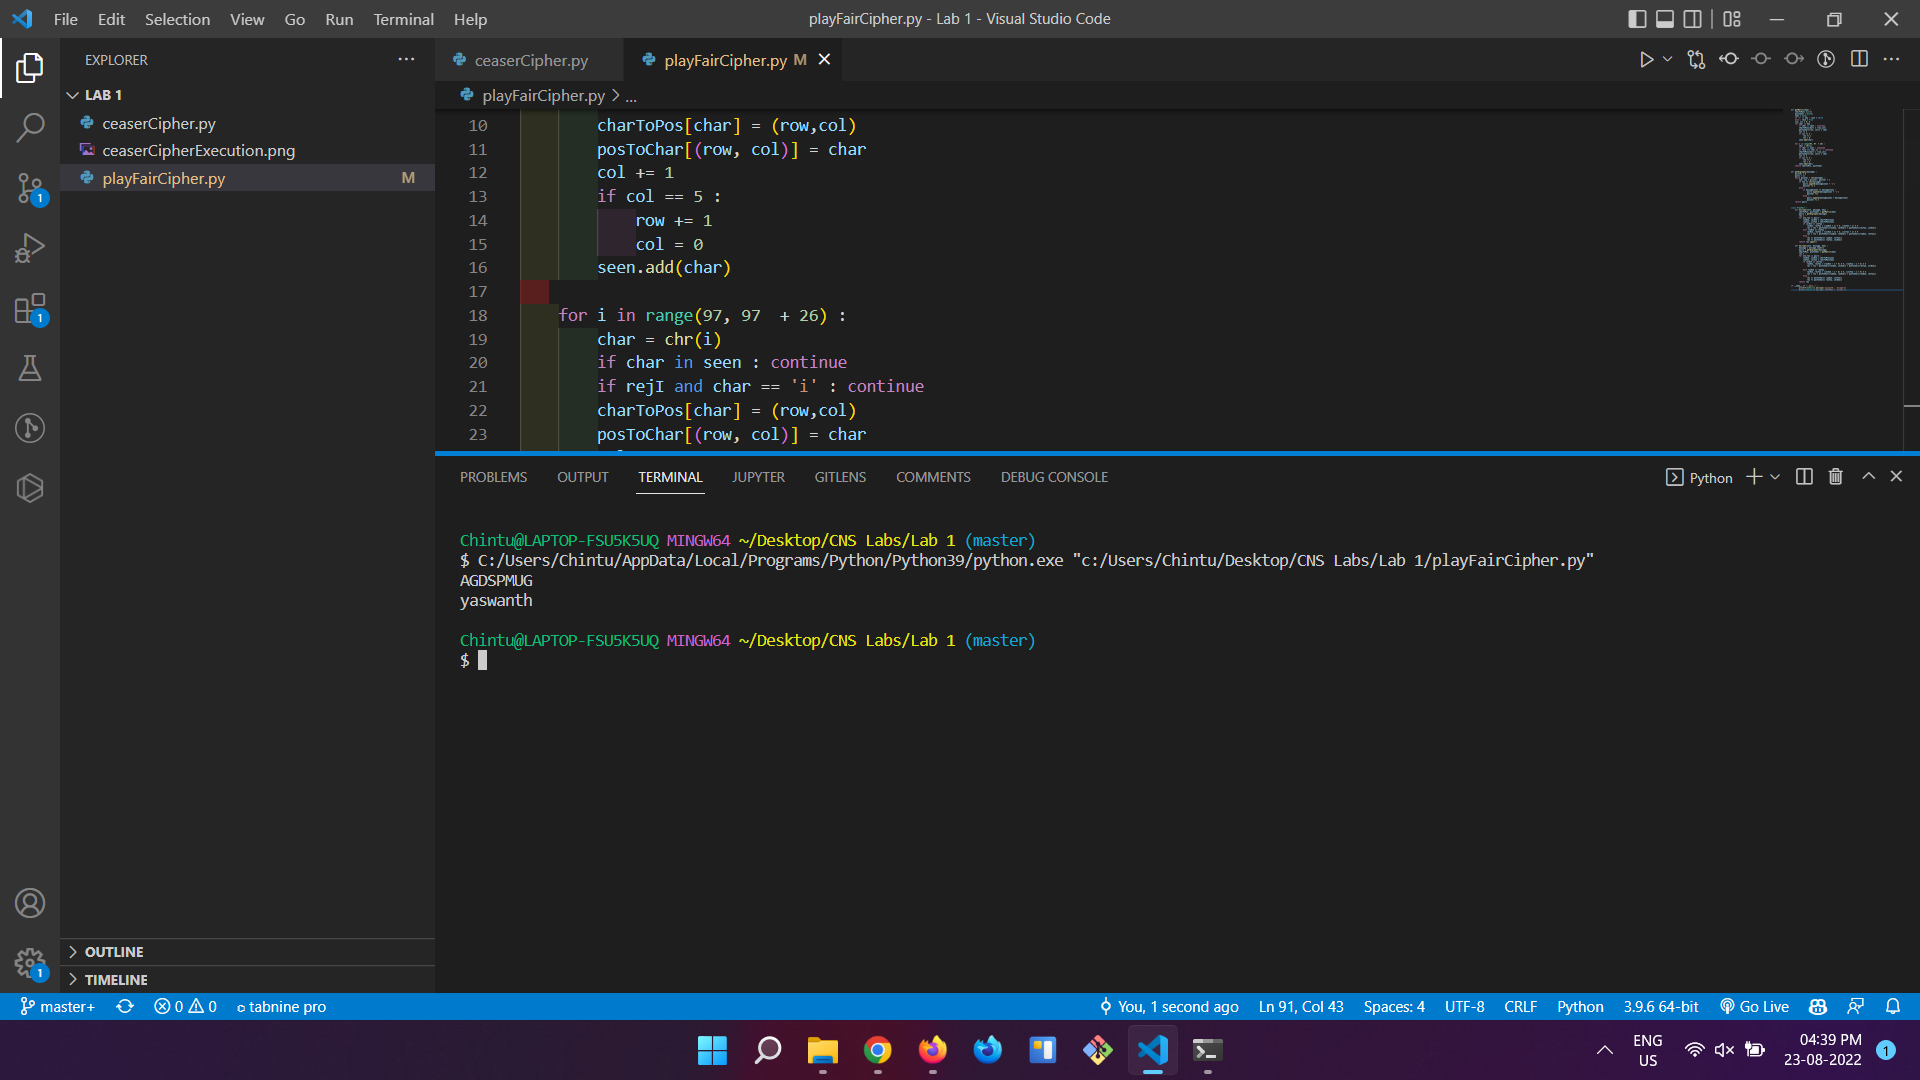 File Edit Selection View Go Run Terminal Help
playFairCipher.py - Lab 1 - Visual Studio Code
EXPLORER
LAB 1
ceaserCipher.py
ceaserCipherExecution.png
playFairCipher.py M
OUTLINE
TIMELINE
1
1
1
ceaserCipher.py
playFairCipher.py M
playFairCipher.py > ...
10 charToPos[char] = (row,col)
11 posToChar[(row, col)] = char
12 col += 1
13 if col == 5 :
14 row += 1
15 col = 0
16 seen.add(char)
17
18 for i in range(97, 97  + 26) :
19 char = chr(i)
20 if char in seen : continue
21 if rejI and char == 'i' : continue
22 charToPos[char] = (row,col)
23 posToChar[(row, col)] = char
PROBLEMS OUTPUT TERMINAL JUPYTER GITLENS COMMENTS DEBUG CONSOLE
Python
Chintu@LAPTOP-FSU5K5UQ MINGW64 ~/Desktop/CNS Labs/Lab 1 (master)
$ C:/Users/Chintu/AppData/Local/Programs/Python/Python39/python.exe "c:/Users/Chintu/Desktop/CNS Labs/Lab 1/playFairCipher.py"
AGDSPMUG
yaswanth
Chintu@LAPTOP-FSU5K5UQ MINGW64 ~/Desktop/CNS Labs/Lab 1 (master)
$
master+ 0 0 tabnine pro
You, 1 second ago Ln 91, Col 43 Spaces: 4 UTF-8 CRLF Python 3.9.6 64-bit Go Live
ENG
US
04:39 PM
23-08-2022
1